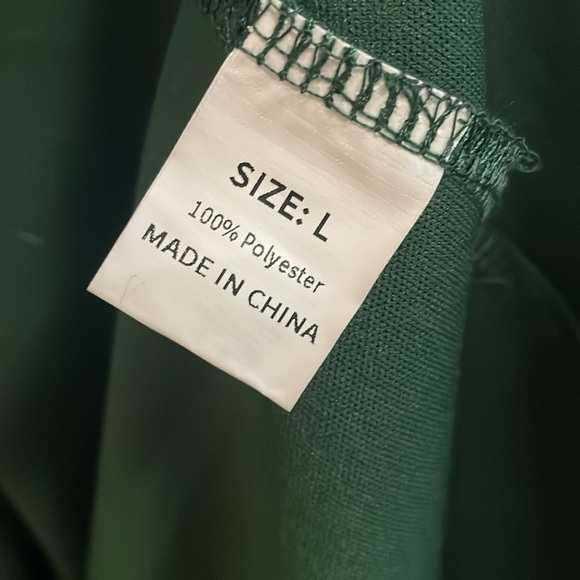 SIZE: L
100% Polyester
MADE IN CHINA